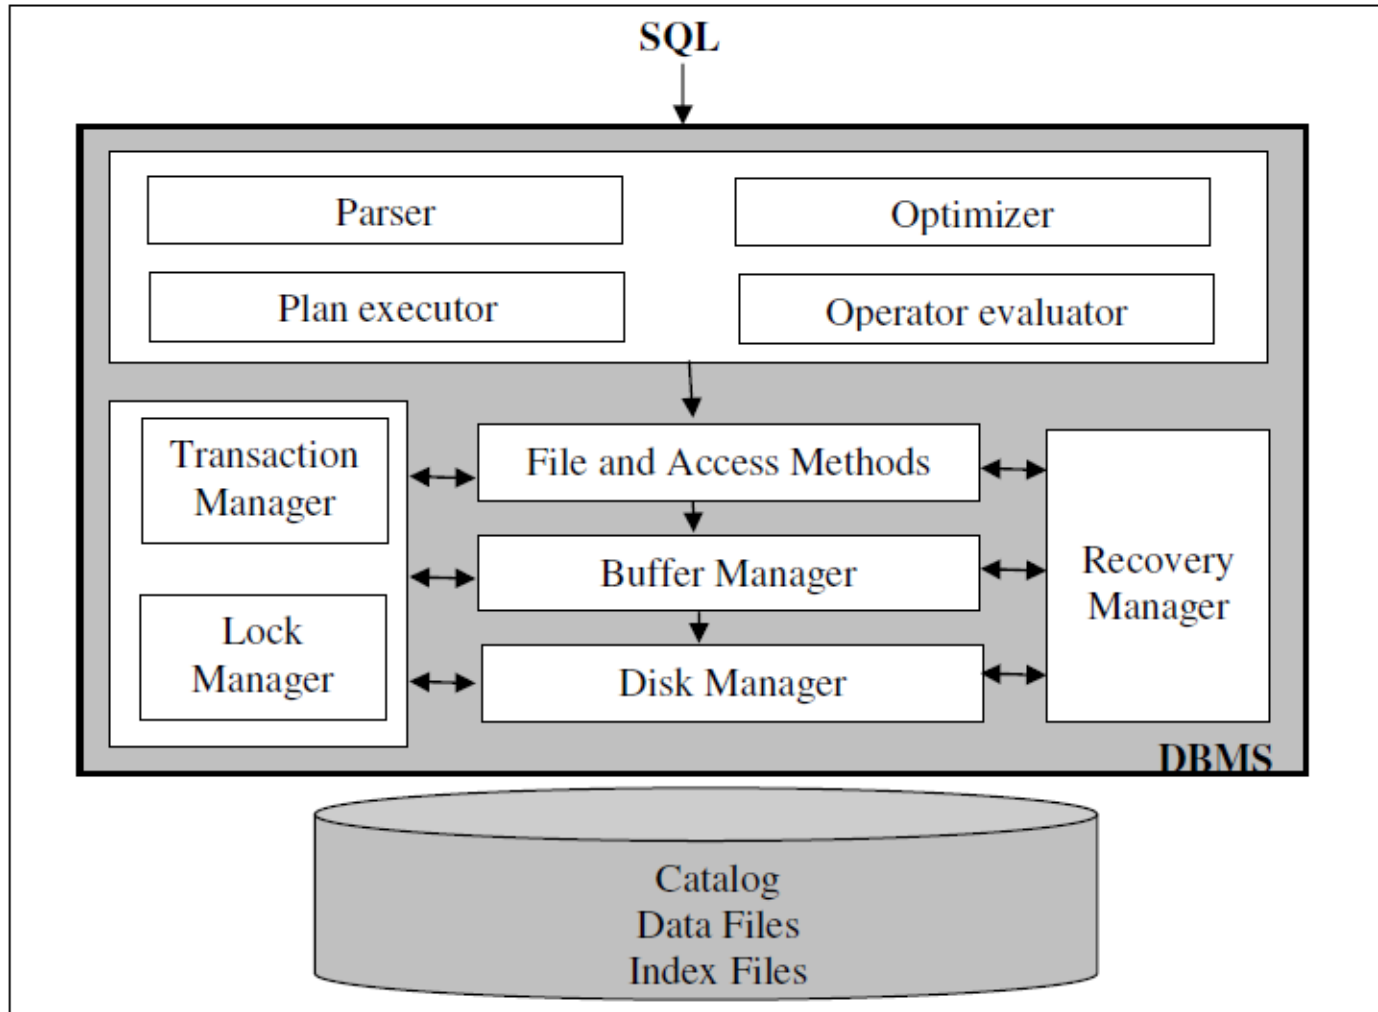 SQL
Parser
Optimizer
Plan executor
Operator evaluator
Transaction
Manager
Lock
Manager
File and Access Methods
Buffer Manager
Disk Manager
Recovery
Manager
DBMS
Catalog
Data Files
Index Files